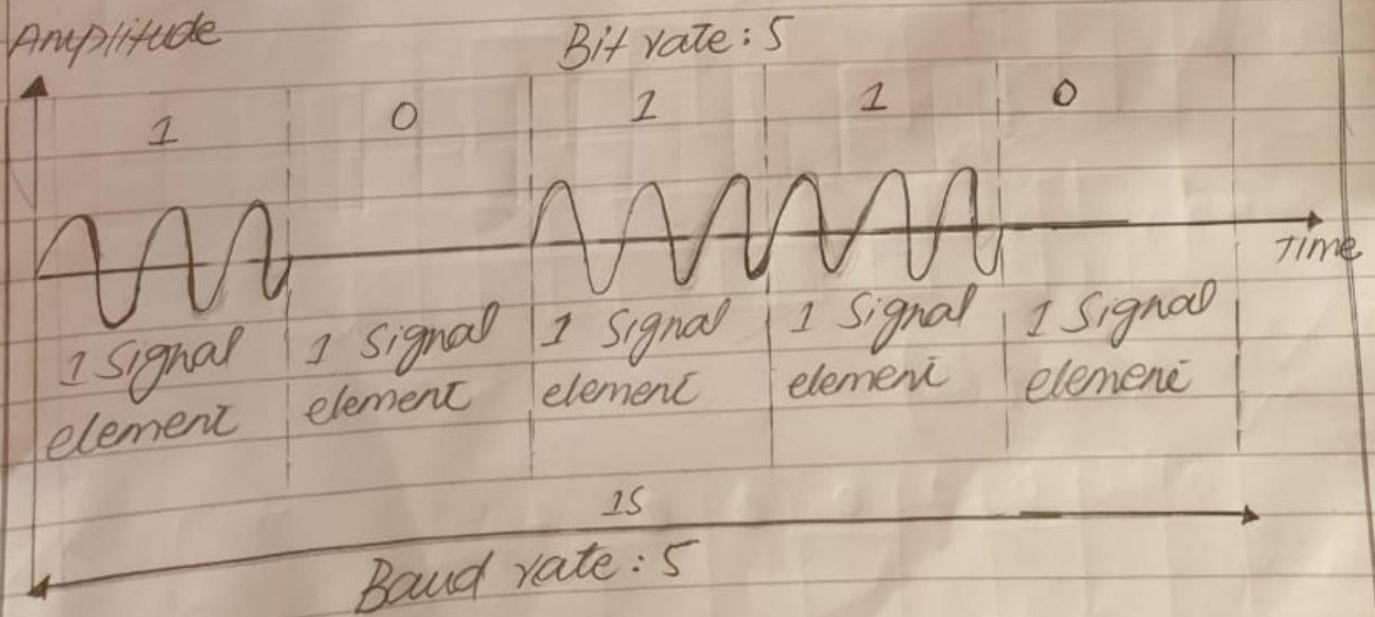 Amplitude
Bit rate: 5
1 0 1 1 0
Time
1 Signal element
1 Signal element
1 Signal element
1 Signal element
1 Signal element
1S
Baud rate: 5